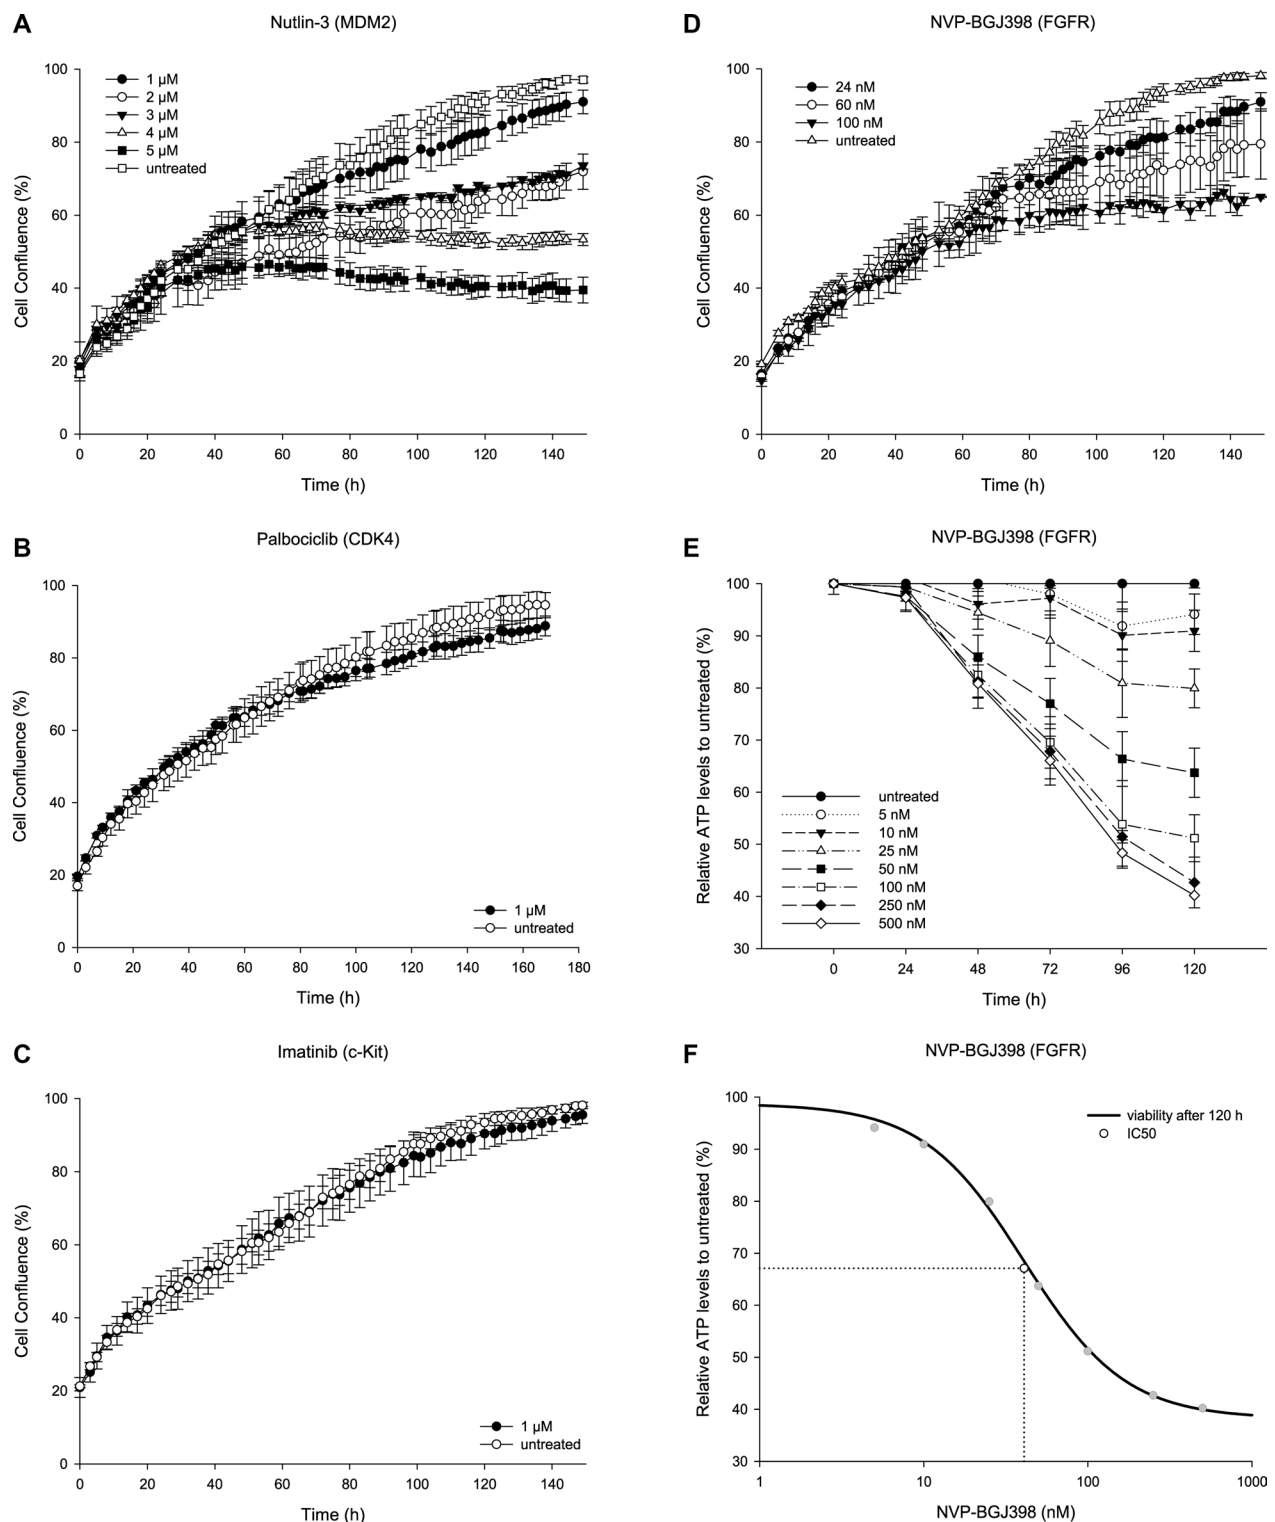 A
Nutlin-3 (MDM2)
1 µM
2 µM
3 µM
4 µM
5 µM
untreated
100
80
60
40
20
0
Cell Confluence (%)
0 20 40 60 80 100 120 140
Time (h)
B
Palbociclib (CDK4)
100
80
60
40
20
0
Cell Confluence (%)
1 µM
untreated
0 20 40 60 80 100 120 140 160 180
Time (h)
C
Imatinib (c-Kit)
100
80
60
40
20
0
Cell Confluence (%)
1 µM
untreated
0 20 40 60 80 100 120 140
Time (h)
D
NVP-BGJ398 (FGFR)
24 nM
60 nM
100 nM
untreated
100
80
60
40
20
0
Cell Confluence (%)
0 20 40 60 80 100 120 140
Time (h)
E
NVP-BGJ398 (FGFR)
100
90
80
70
60
50
40
30
Relative ATP levels to untreated (%)
untreated
5 nM
10 nM
25 nM
50 nM
100 nM
250 nM
500 nM
0 24 48 72 96 120
Time (h)
F
NVP-BGJ398 (FGFR)
viability after 120 h
IC50
100
90
80
70
60
50
40
30
Relative ATP levels to untreated (%)
1 10 100 1000
NVP-BGJ398 (nM)